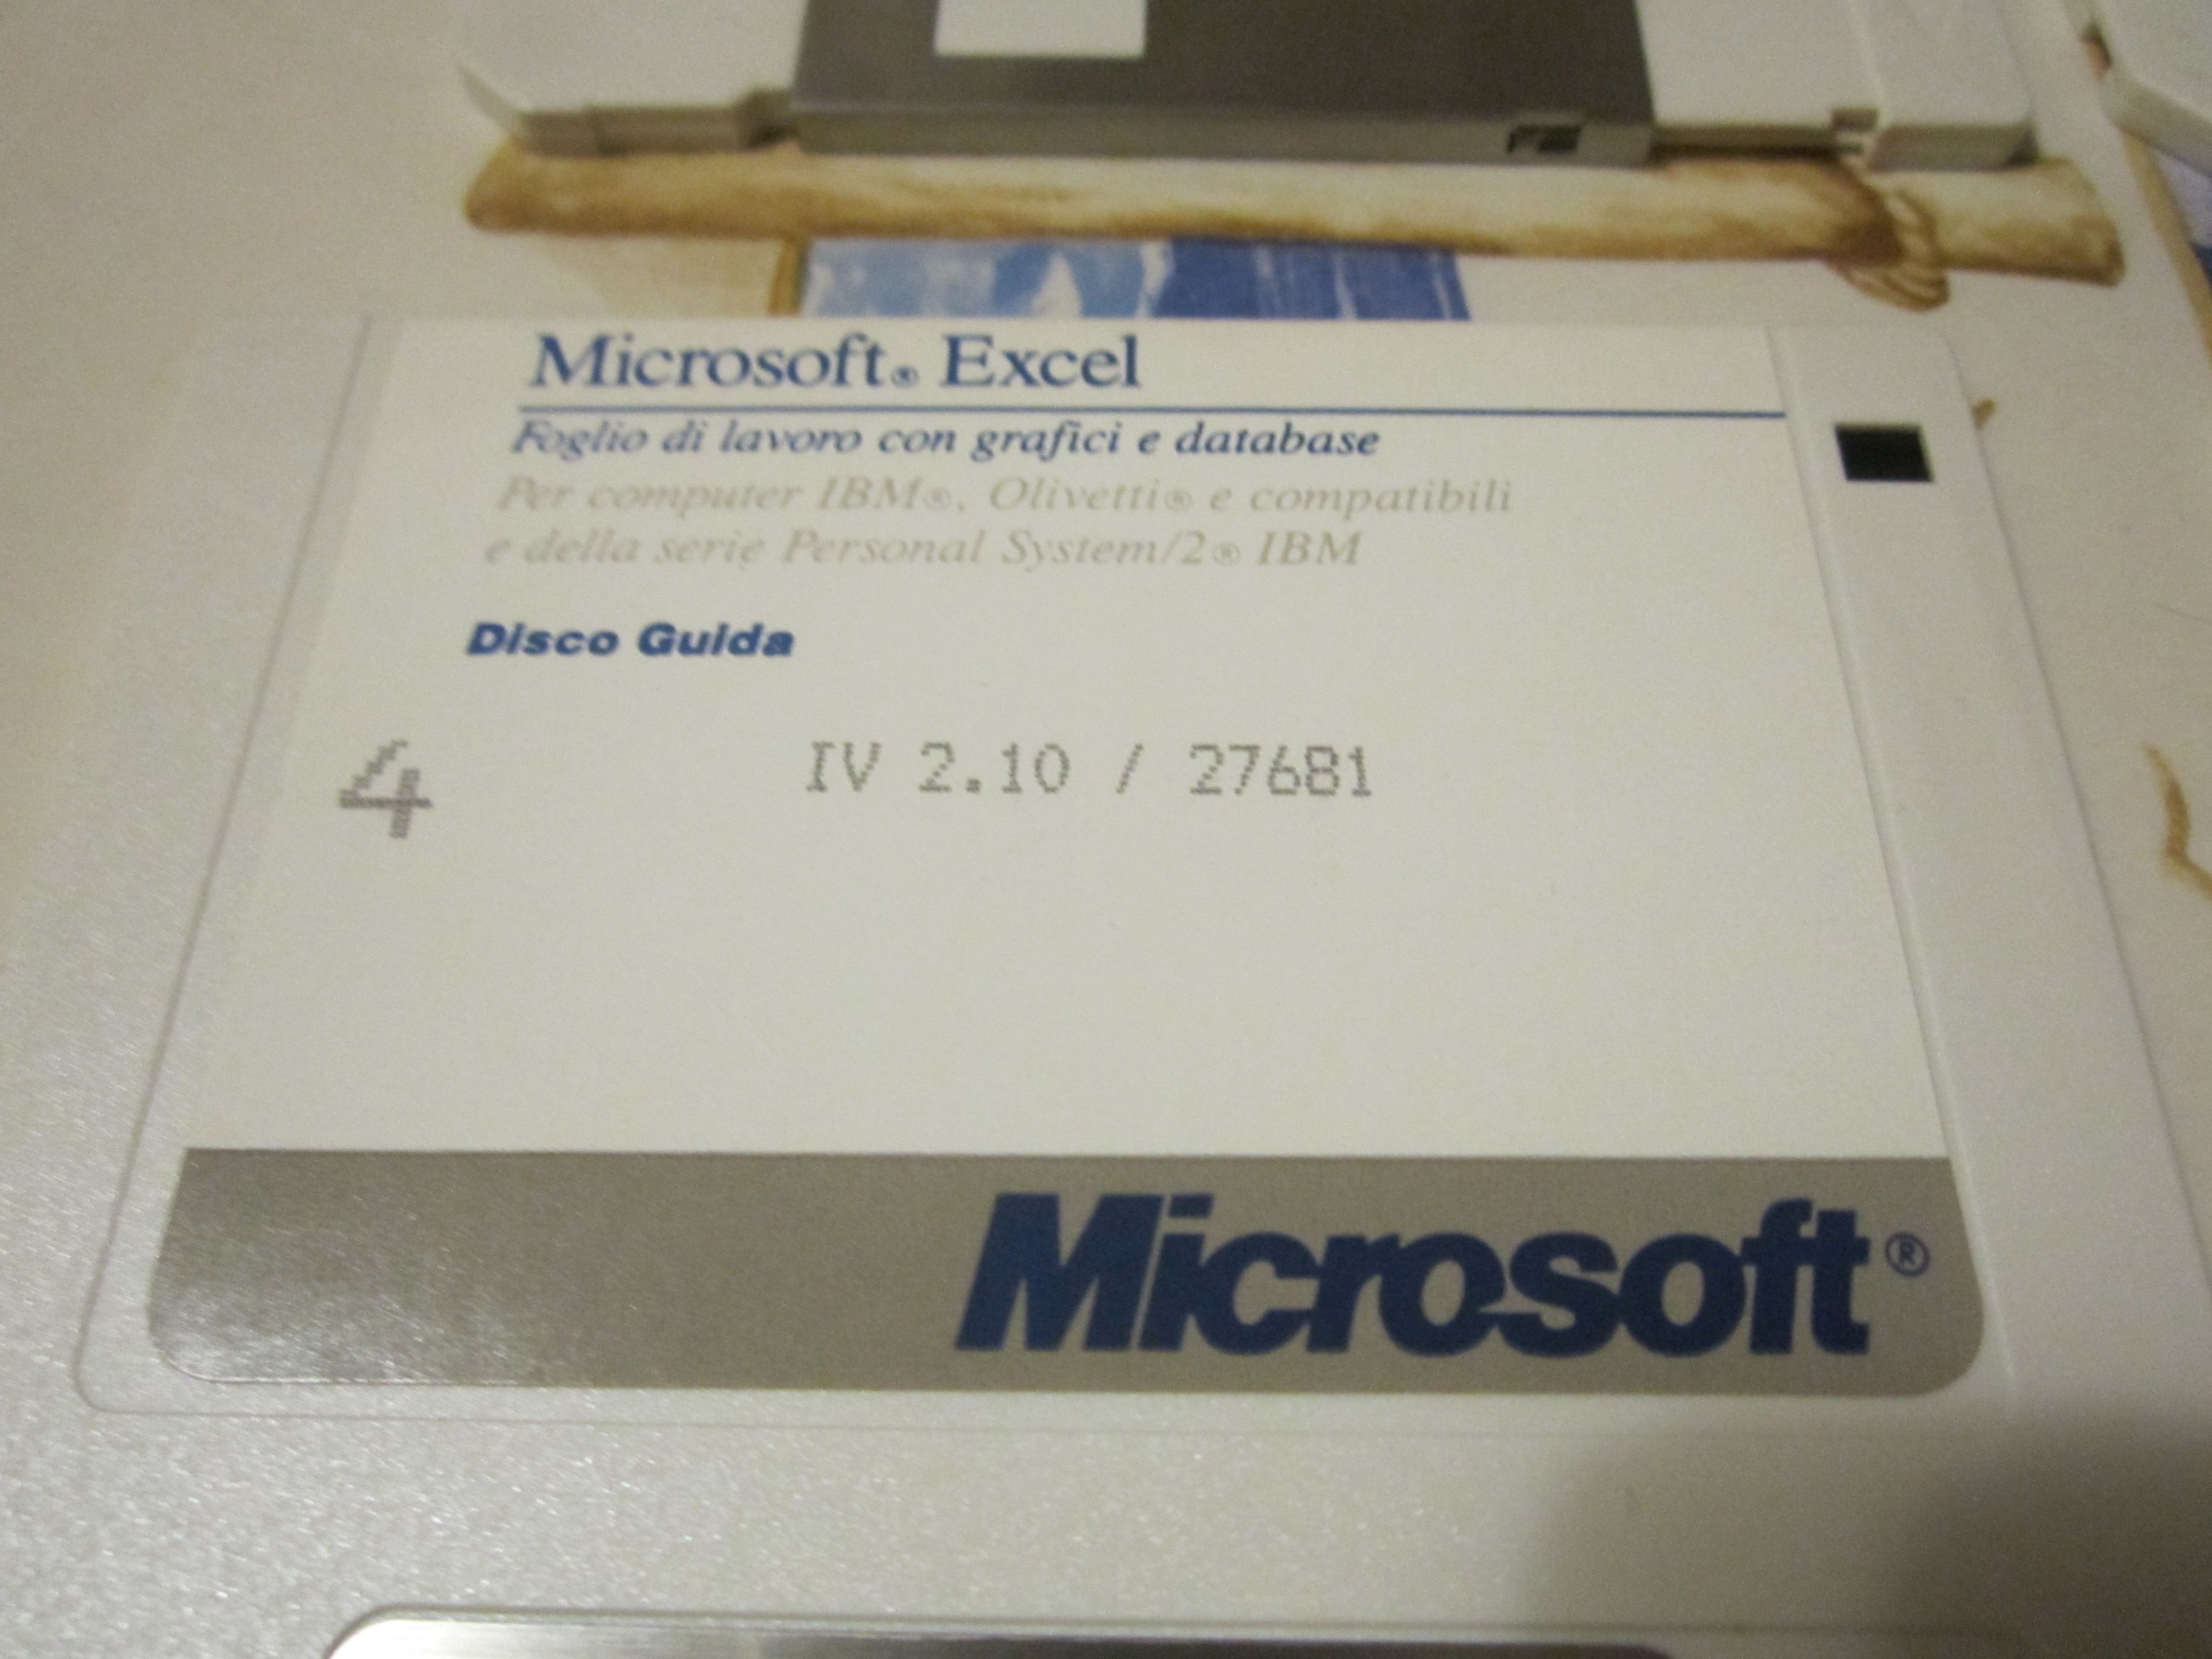 Microsoft® Excel
Foglio di lavoro con grafici e database
Per computer IBM®, Olivetti® e compatibili
e della serie Personal System/2® IBM
Disco Guida
4
IV 2.10 / 27681
Microsoft®